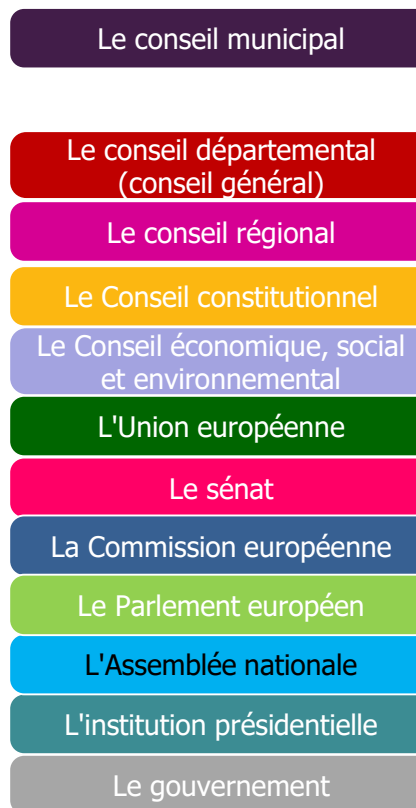 Le conseil municipal
Le conseil départemental
(conseil général)
Le conseil régional
Le Conseil constitutionnel
Le Conseil économique, social
et environnemental
L'Union européenne
Le sénat
La Commission européenne
Le Parlement européen
L'Assemblée nationale
L'institution présidentielle
Le gouvernement